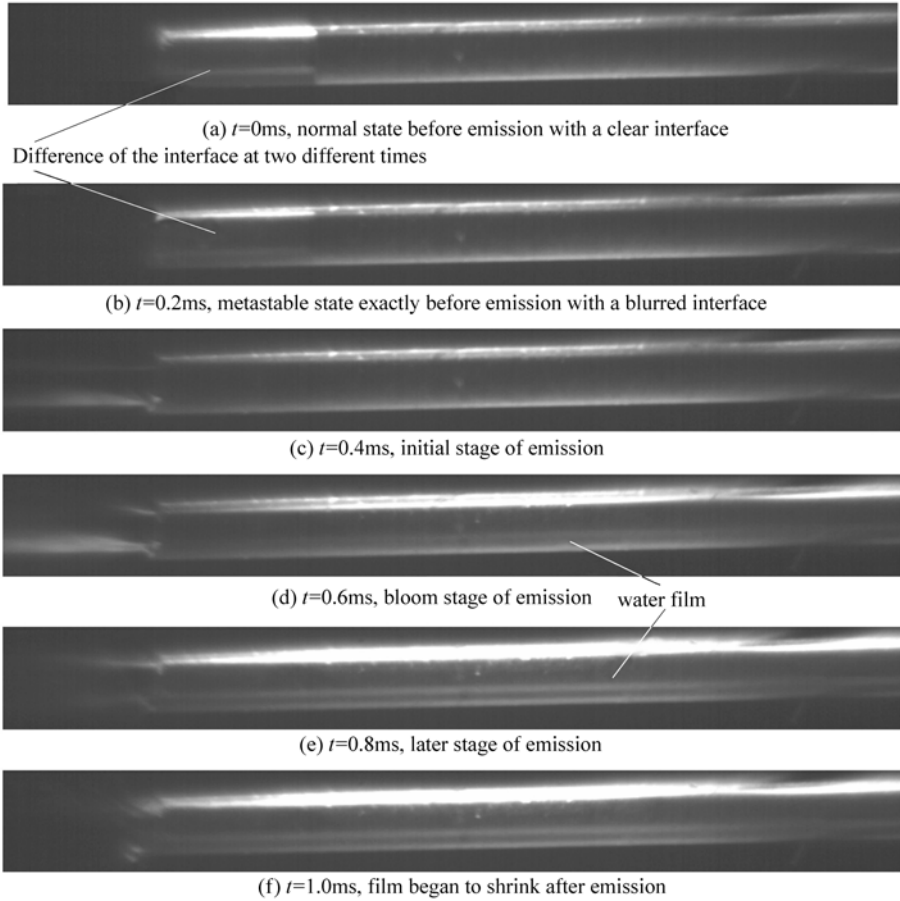 (a) t=0ms, normal state before emission with a clear interface
Difference of the interface at two different times
(b) t=0.2ms, metastable state exactly before emission with a blurred interface
(c) t=0.4ms, initial stage of emission
(d) t=0.6ms, bloom stage of emission
water film
(e) t=0.8ms, later stage of emission
(f) t=1.0ms, film began to shrink after emission